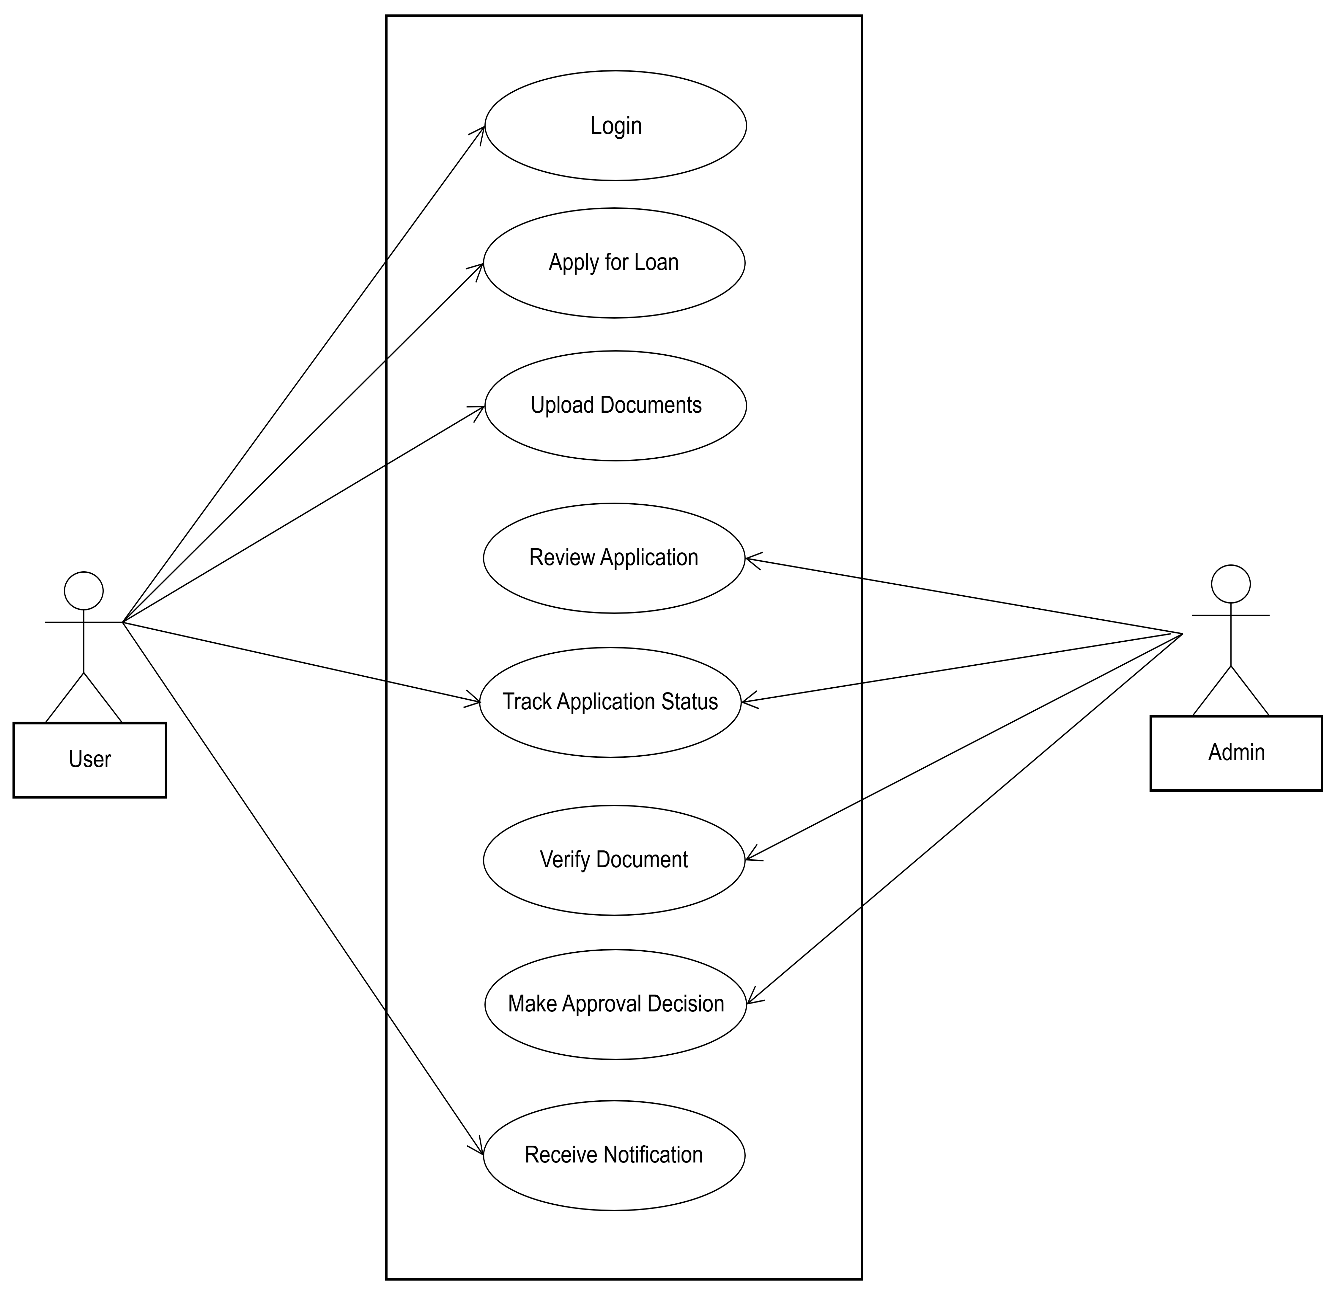 Login
Apply for Loan
Upload Documents
Review Application
Track Application Status
User
Admin
Verify Document
Make Approval Decision
Receive Notification